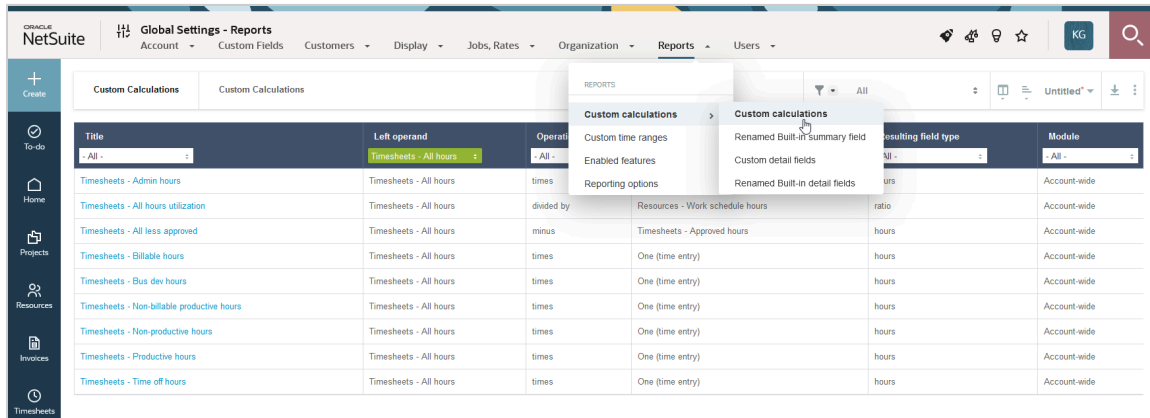 ORACLE
NetSuite
Global Settings - Reports
Account Custom Fields Customers Display Jobs, Rates Organization Reports Users
KG
Create
To-do
Home
Projects
Resources
Invoices
Timesheets
Custom Calculations Custom Calculations
All Untitled*
REPORTS
Custom calculations
Custom time ranges
Enabled features
Reporting options
Custom calculations
Renamed Built-in summary field
Custom detail fields
Renamed Built-in detail fields
Title Left operand Module
- All - Timesheets - All hours - All - - All -
Timesheets - Admin hours Timesheets - All hours times Account-wide
Timesheets - All hours utilization Timesheets - All hours divided by Resources - Work schedule hours ratio Account-wide
Timesheets - All less approved Timesheets - All hours minus Timesheets - Approved hours hours Account-wide
Timesheets - Billable hours Timesheets - All hours times One (time entry) hours Account-wide
Timesheets - Bus dev hours Timesheets - All hours times One (time entry) hours Account-wide
Timesheets - Non-billable productive hours Timesheets - All hours times One (time entry) hours Account-wide
Timesheets - Non-productive hours Timesheets - All hours times One (time entry) hours Account-wide
Timesheets - Productive hours Timesheets - All hours times One (time entry) hours Account-wide
Timesheets - Time off hours Timesheets - All hours times One (time entry) hours Account-wide